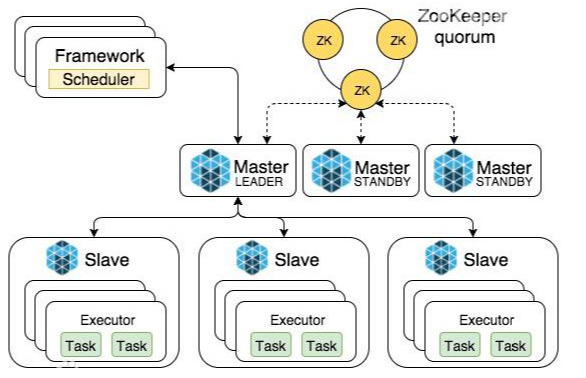 ZooKeeper
quorum
ZK
ZK
ZK
Framework
Scheduler
Master
LEADER
Master
STANDBY
Master
STANDBY
Slave
Executor
Task Task
Slave
Executor
Task Task
Slave
Executor
Task Task